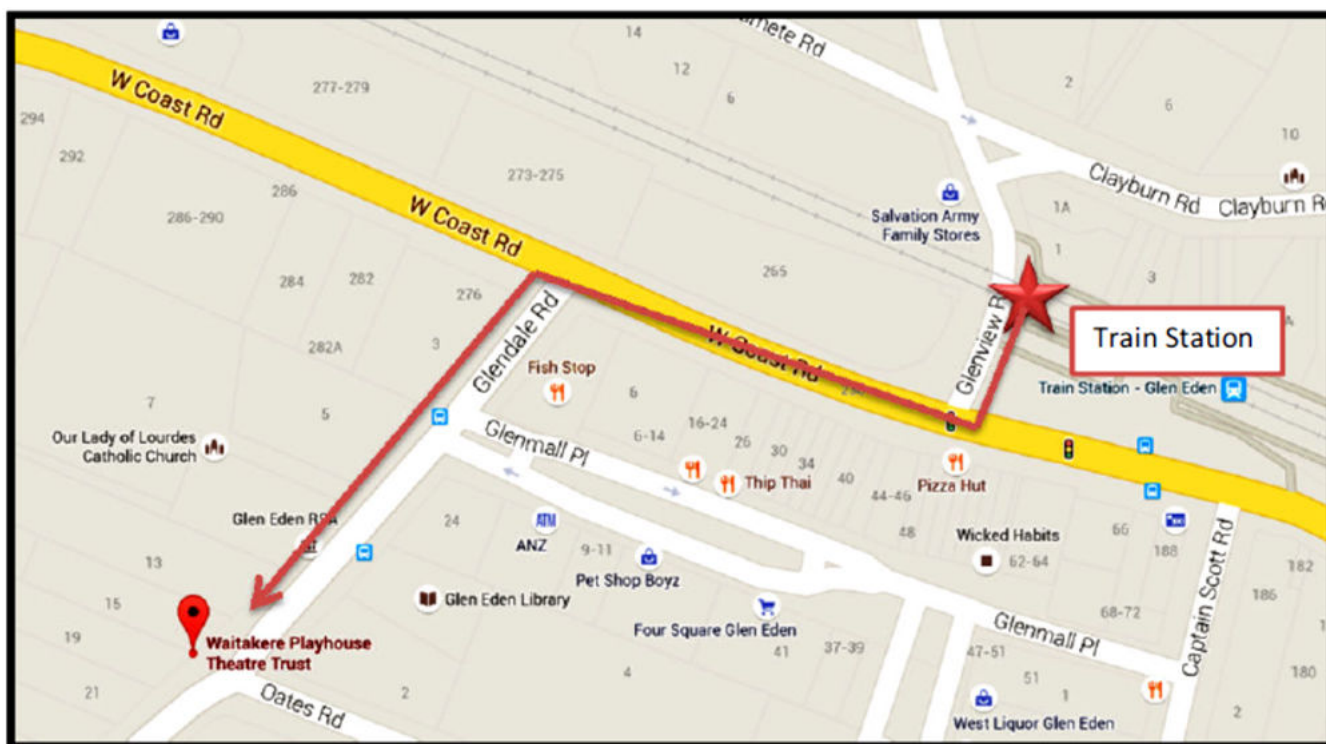 14
12
6
2
6
10
W Coast Rd
277-279
294
292
286
286-290
273-275
W Coast Rd
Clayburn Rd
Clayburn
Salvation Army
Family Stores
1A
1
3
284
282
276
265
282A
3
Glendale Rd
W Coast Rd
Glenview
Train Station
Train Station - Glen Eden
Fish Stop
6
7
5
6-14
16-24
26
30
34
40
44-46
48
Our Lady of Lourdes
Catholic Church
Glenmall Pl
Thip Thai
Pizza Hut
Glen Eden RSA
24
ATM
ANZ
9-11
Pet Shop Boyz
Wicked Habits
62-64
66
188
182
186
180
68-72
Captain Scott Rd
13
15
19
21
Glen Eden Library
Four Square Glen Eden
41
37-39
Glenmall Pl
47-51
51
1
2
Waitakere Playhouse
Theatre Trust
4
2
Oates Rd
West Liquor Glen Eden